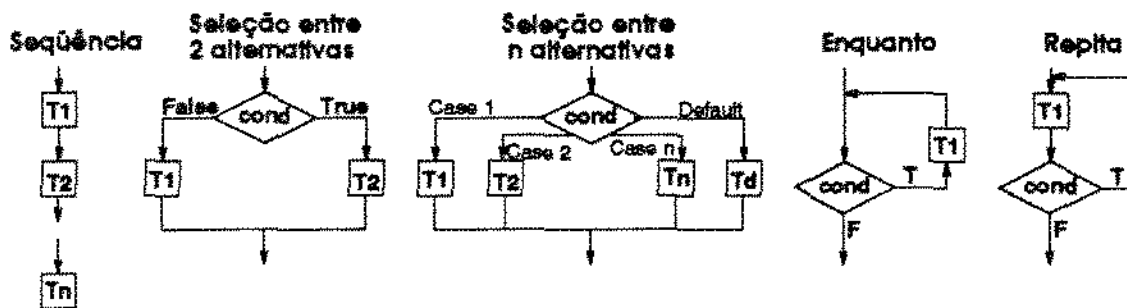 Seqüência
T1
T2
Tn
Seleção entre
2 alternativas
False
True
cond
T1
T2
Seleção entre
n alternativas
Case 1
cond
Default
Case 2
Case n
T1
T2
Tn
Td
Enquanto
T1
cond
T
F
Repita
T1
cond
T
F